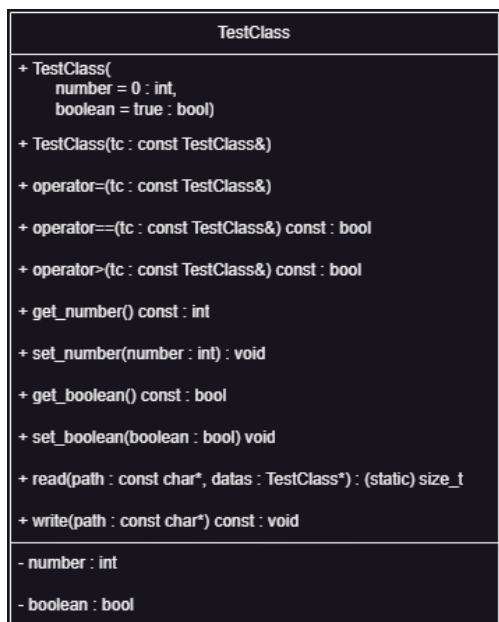 TestClass
+ TestClass(
number = 0 : int,
boolean = true : bool)
+ TestClass(tc : const TestClass&)
+ operator=(tc : const TestClass&)
+ operator==(tc : const TestClass&) const : bool
+ operator>(tc : const TestClass&) const : bool
+ get_number() const : int
+ set_number(number : int) : void
+ get_boolean() const : bool
+ set_boolean(boolean : bool) void
+ read(path : const char*, datas : TestClass*) : (static) size_t
+ write(path : const char*) const : void
- number : int
- boolean : bool